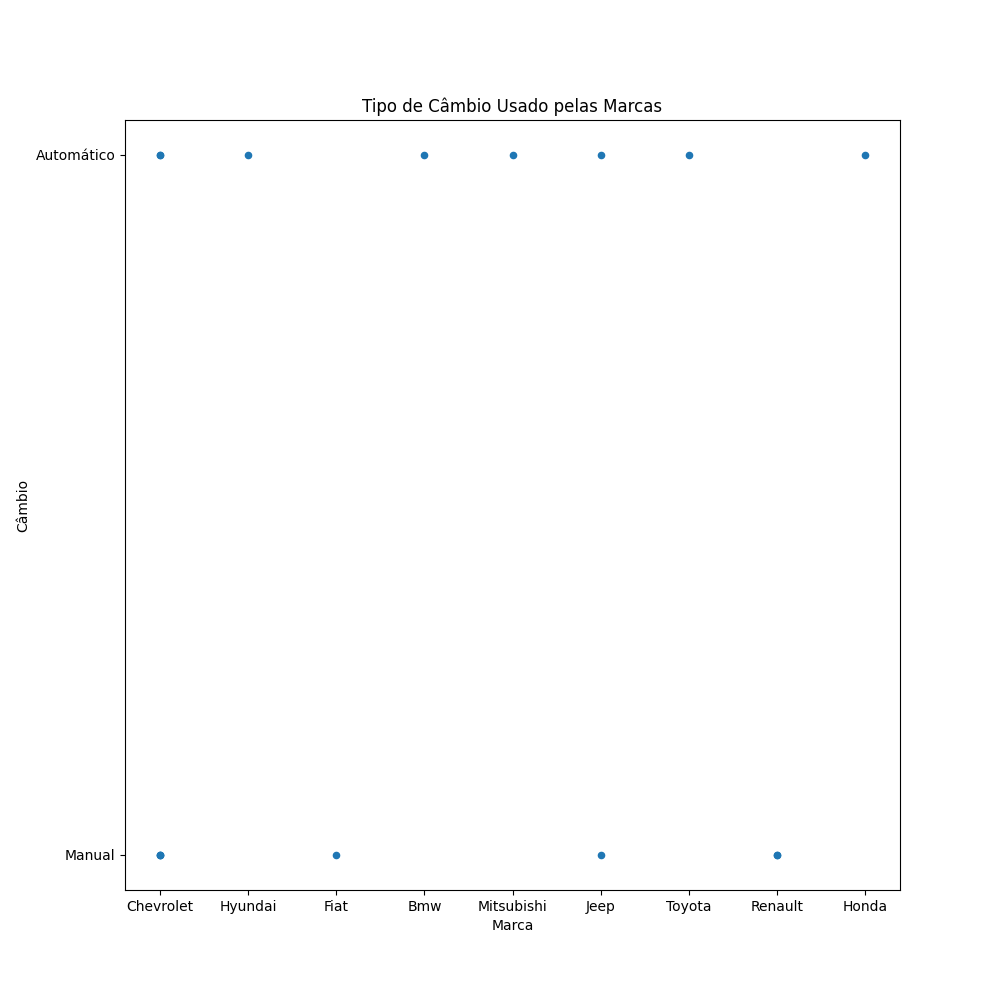 Tipo de Câmbio Usado pelas Marcas
Automático
Câmbio
Manual
Chevrolet Hyundai Fiat Bmw Mitsubishi Jeep Toyota Renault Honda
Marca